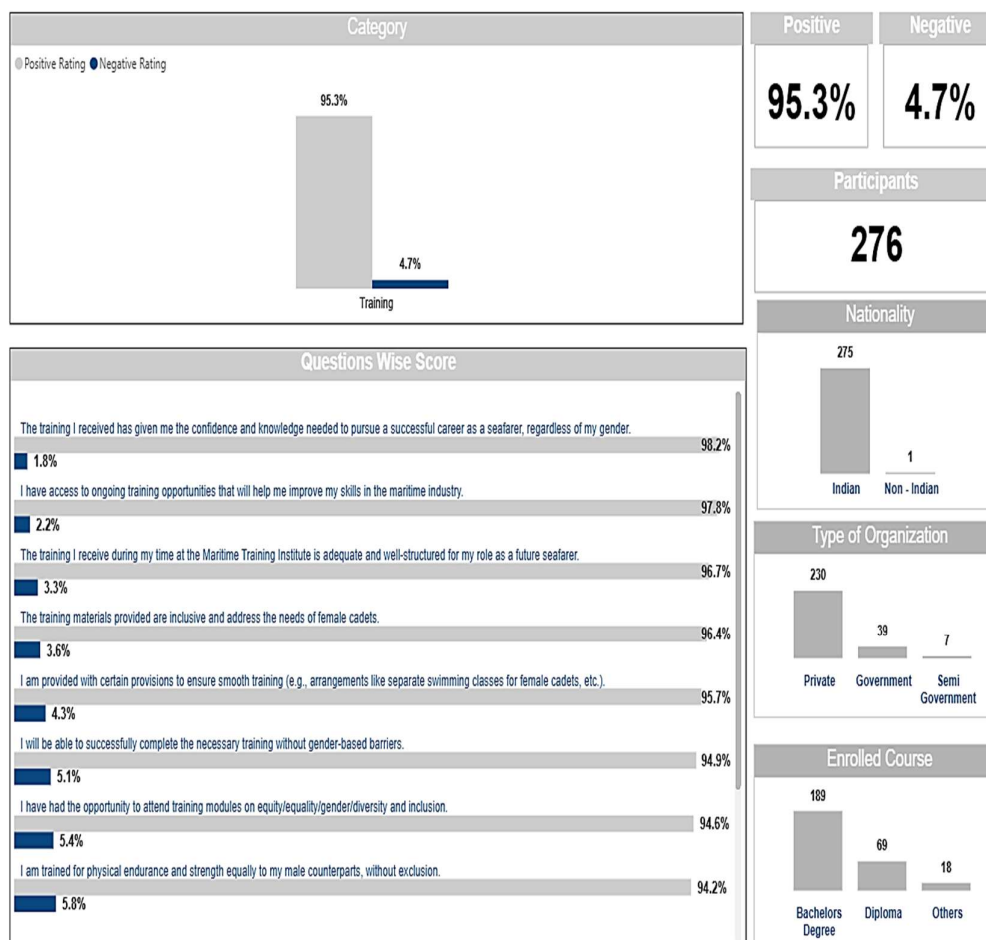 Category
Positive Rating Negative Rating
95.3%
4.7%
Training
Positive
95.3%
Negative
4.7%
Participants
276
Nationality
275
1
Indian
Non - Indian
Type of Organization
230
39
7
Private
Government
Semi
Government
Enrolled Course
189
69
18
Bachelors
Degree
Diploma
Others
Questions Wise Score
The training I received has given me the confidence and knowledge needed to pursue a successful career as a seafarer, regardless of my gender.
98.2%
1.8%
I have access to ongoing training opportunities that will help me improve my skills in the maritime industry.
97.8%
2.2%
The training I receive during my time at the Maritime Training Institute is adequate and well-structured for my role as a future seafarer.
96.7%
3.3%
The training materials provided are inclusive and address the needs of female cadets.
96.4%
3.6%
I am provided with certain provisions to ensure smooth training (e.g., arrangements like separate swimming classes for female cadets, etc.).
95.7%
4.3%
I will be able to successfully complete the necessary training without gender-based barriers.
94.9%
5.1%
I have had the opportunity to attend training modules on equity/equality/gender/diversity and inclusion.
94.6%
5.4%
I am trained for physical endurance and strength equally to my male counterparts, without exclusion.
94.2%
5.8%